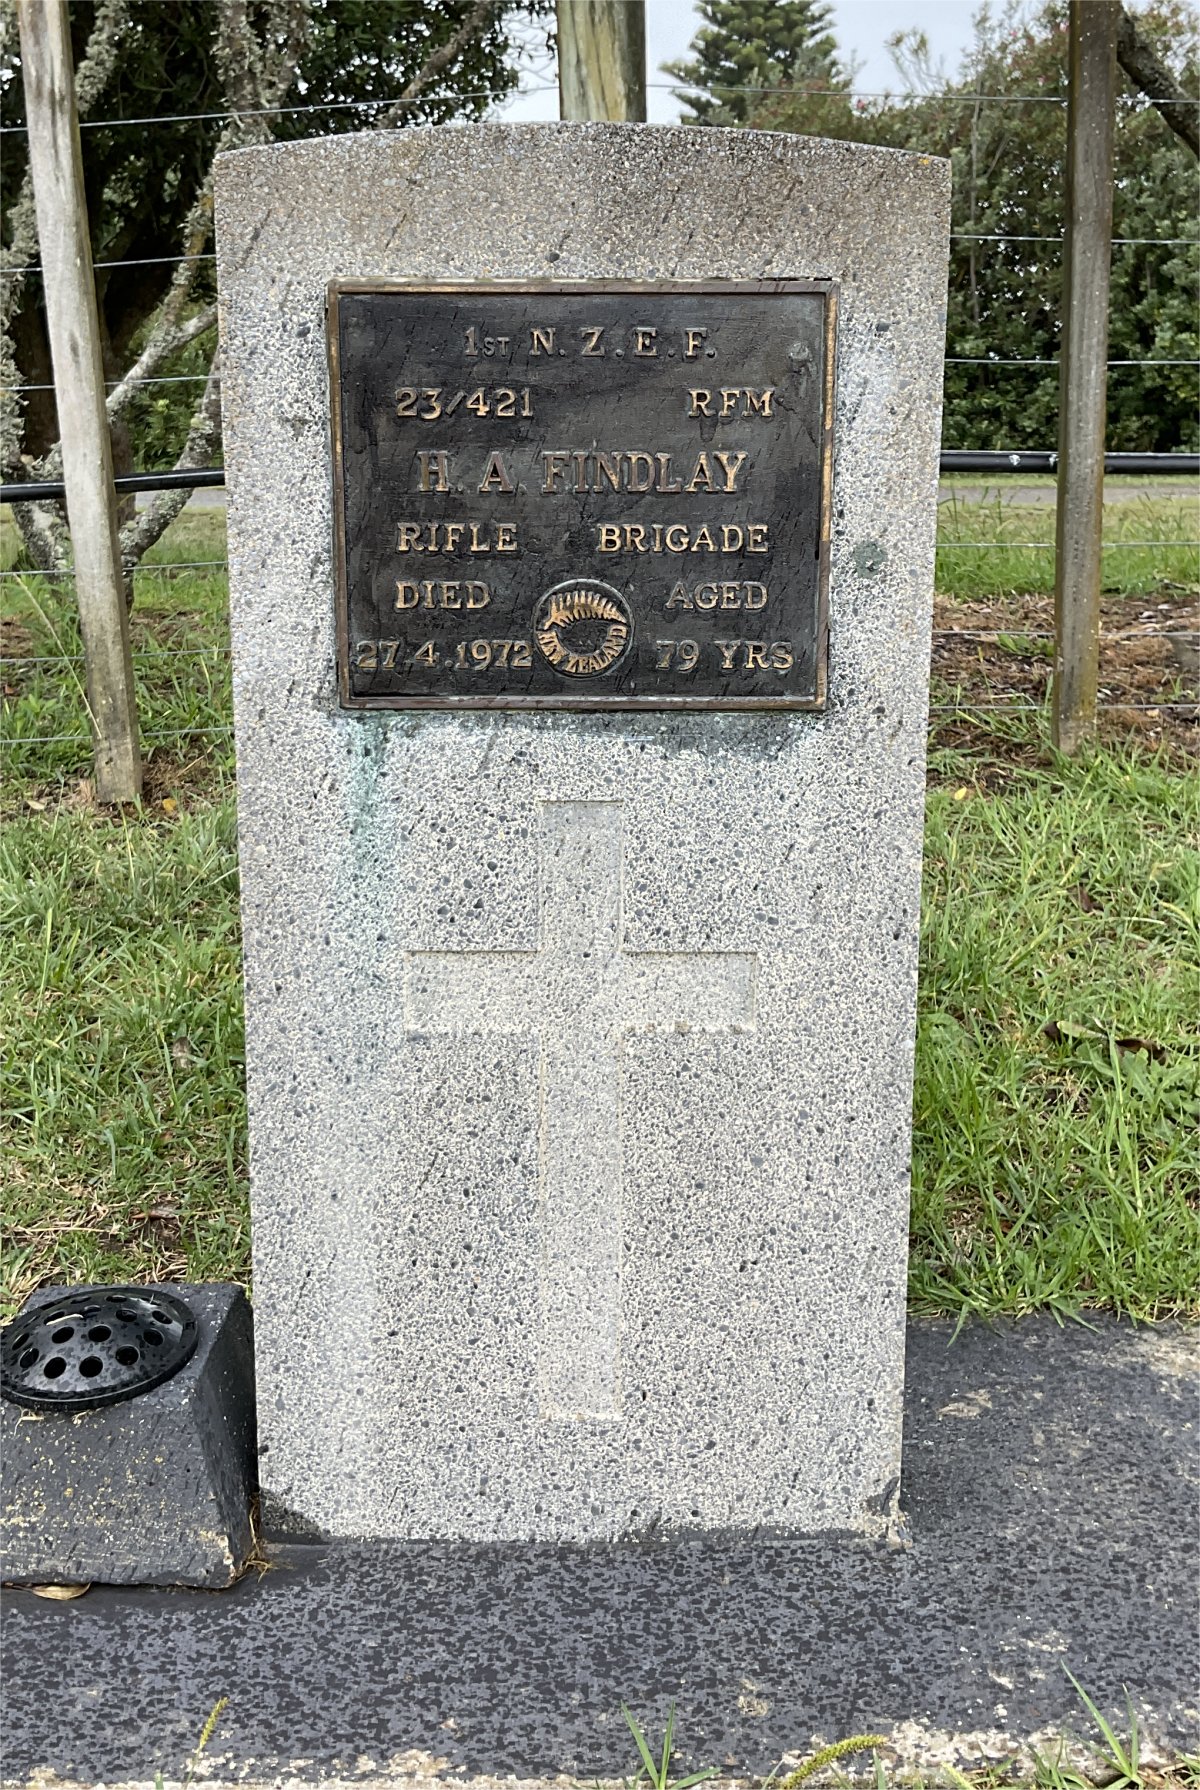 1ST N.Z.E.F.
23/421 RFM
H. A. FINDLAY
RIFLE BRIGADE
DIED AGED
27.4.1972 79 YRS
NEW ZEALAND